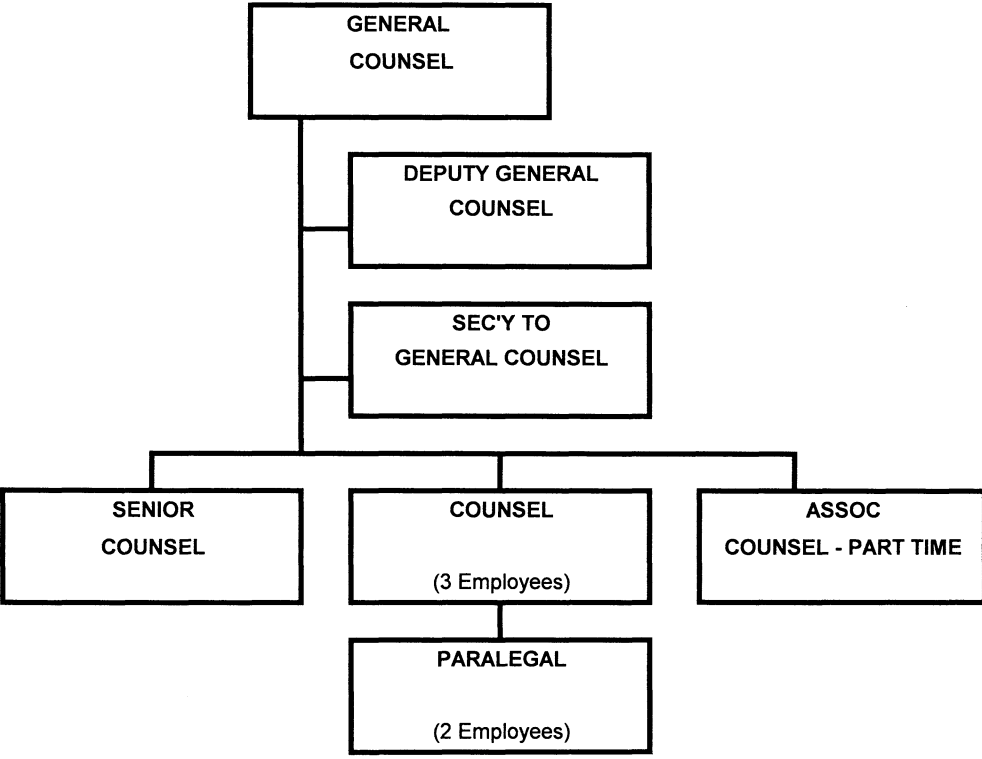 GENERAL
COUNSEL
DEPUTY GENERAL
COUNSEL
SEC'Y TO
GENERAL COUNSEL
SENIOR
COUNSEL
COUNSEL
(3 Employees)
ASSOC
COUNSEL - PART TIME
PARALEGAL
(2 Employees)